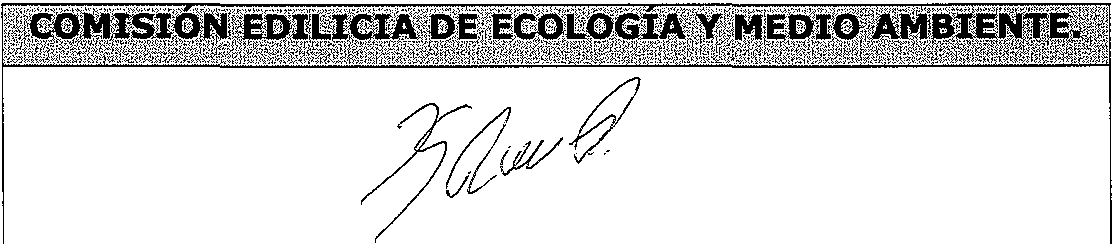 COMISIÓN EDILICIA DE ECOLOGÍA Y MEDIO AMBIENTE.